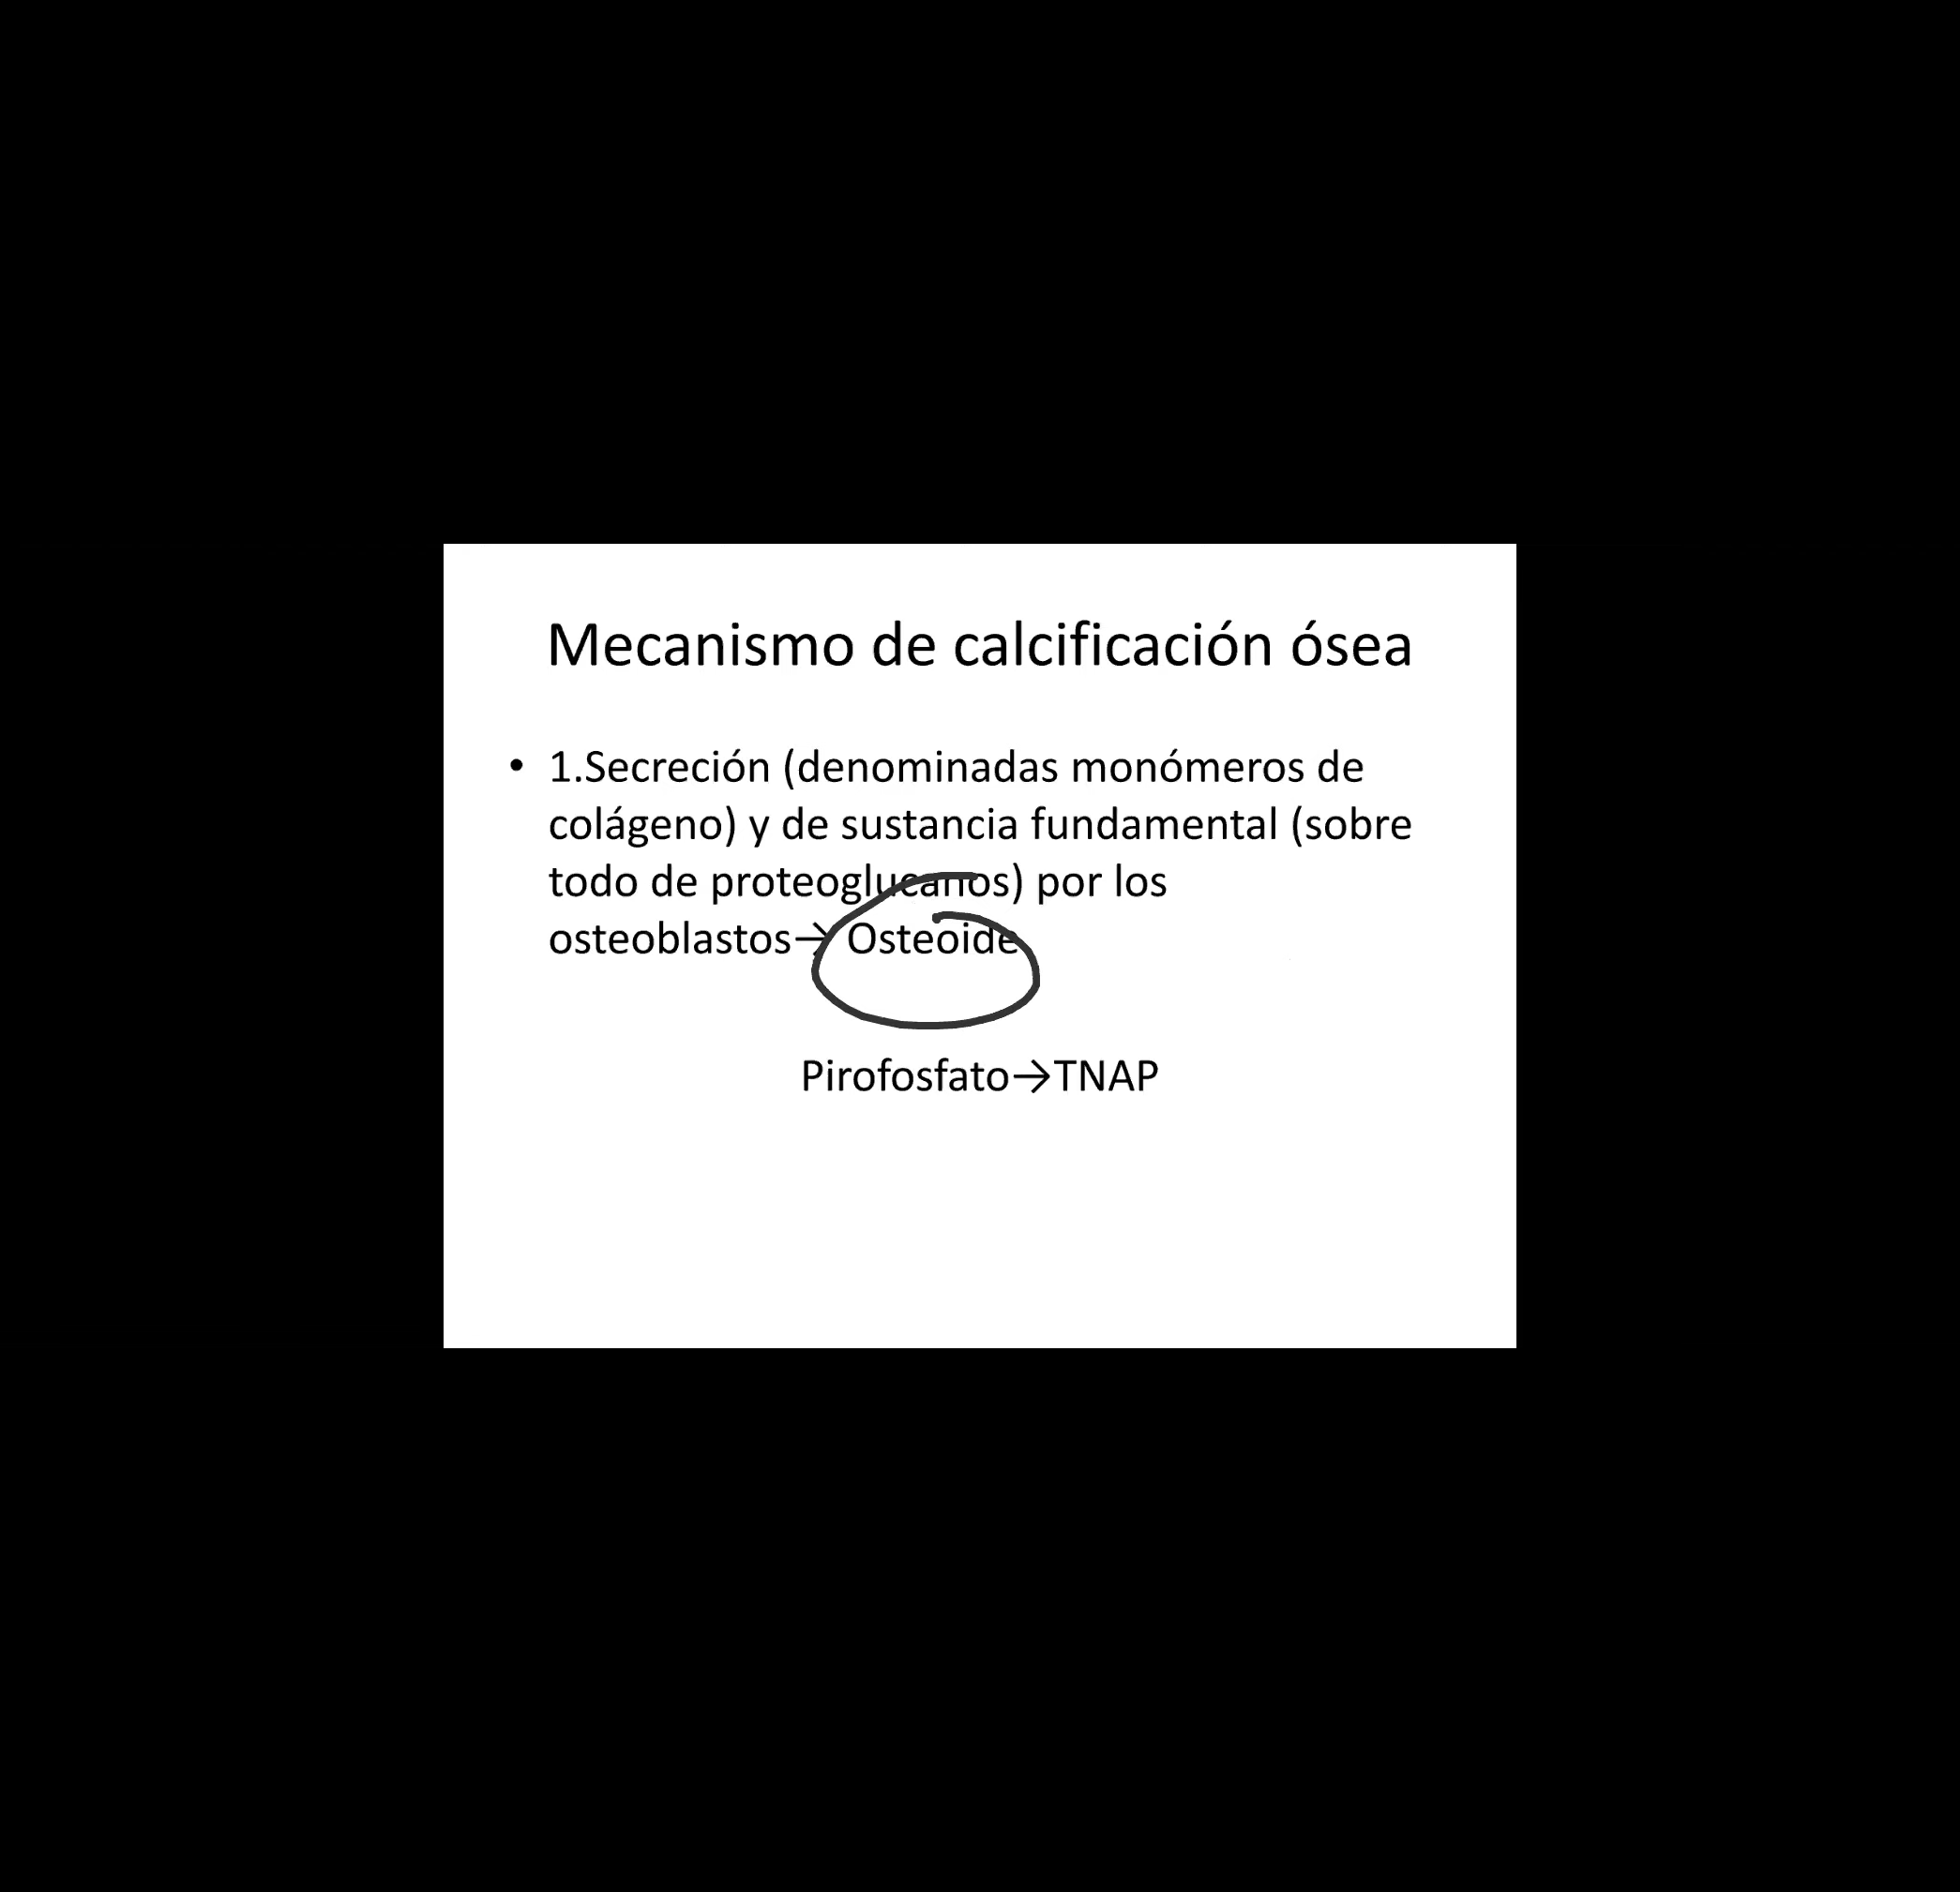 Mecanismo de calcificación ósea
• 1.Secreción (denominadas monómeros de
colágeno) y de sustancia fundamental (sobre
todo de proteoglucanos) por los
osteoblastos→ Osteoide
Pirofosfato→TNAP